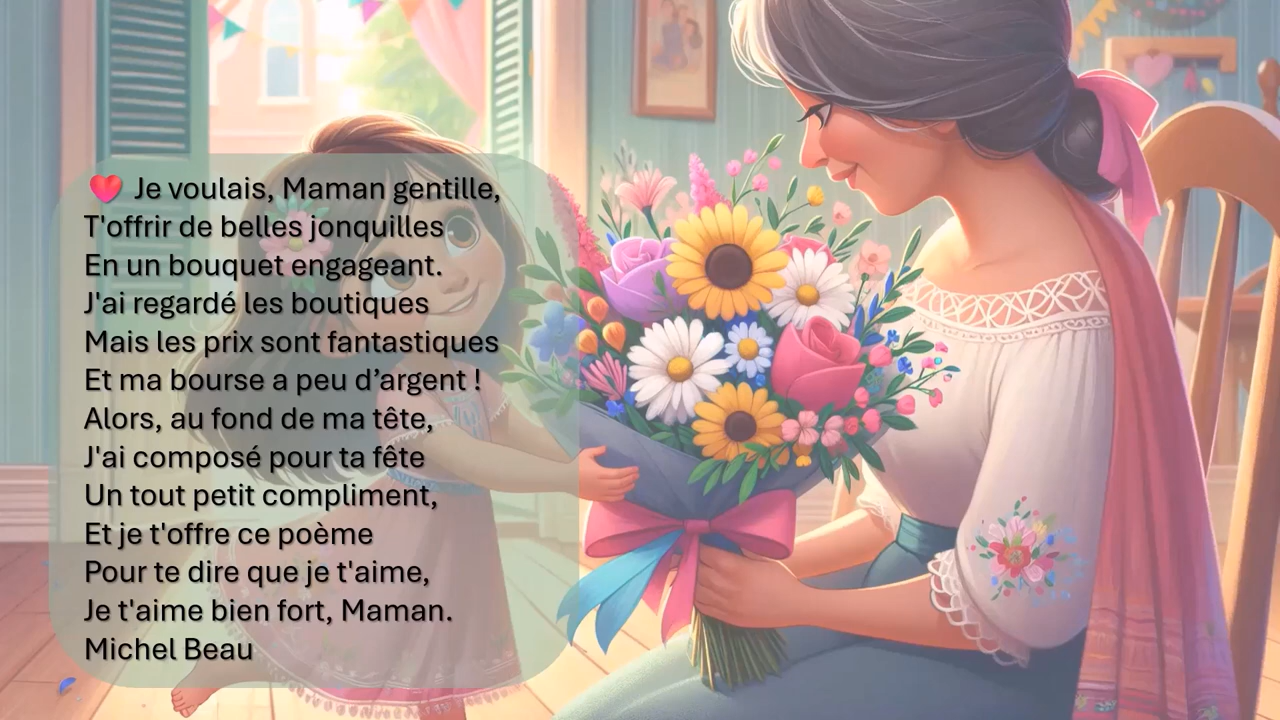 ❤️ Je voulais, Maman gentille,
T'offrir de belles jonquilles
En un bouquet engageant.
J'ai regardé les boutiques
Mais les prix sont fantastiques
Et ma bourse a peu d’argent !
Alors, au fond de ma tête,
J'ai composé pour ta fête
Un tout petit compliment,
Et je t'offre ce poème
Pour te dire que je t'aime,
Je t'aime bien fort, Maman.
Michel Beau